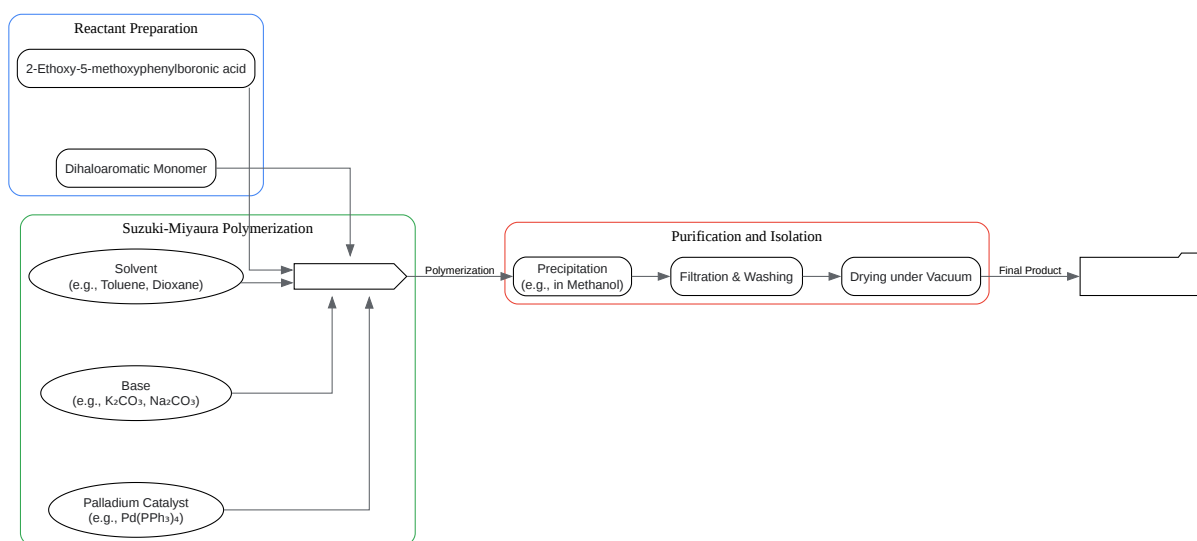 Reactant Preparation
2-Ethoxy-5-methoxyphenylboronic acid
Dihaloaromatic Monomer
Suzuki-Miyaura Polymerization
Solvent
(e.g., Toluene, Dioxane)
Base
(e.g., K₂CO₃, Na₂CO₃)
Palladium Catalyst
(e.g., Pd(PPh₃)₄)
Polymerization
Purification and Isolation
Precipitation
(e.g., in Methanol)
Filtration & Washing
Drying under Vacuum
Final Product